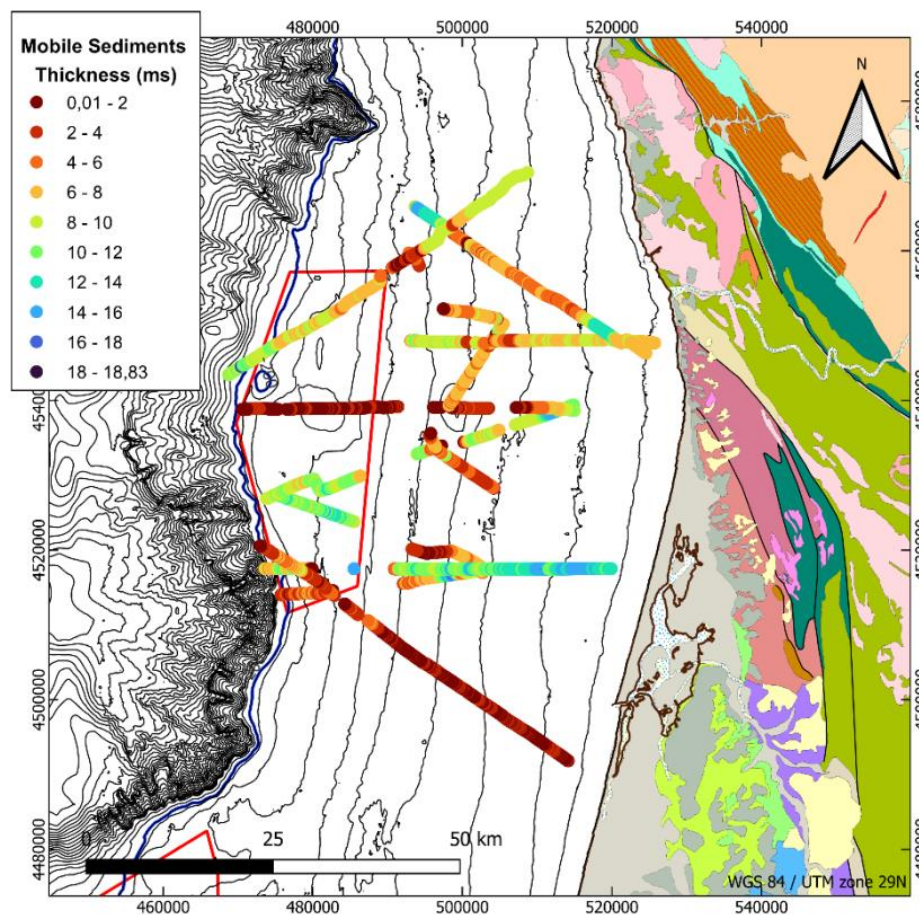 480000 500000 520000 540000
Mobile Sediments
Thickness (ms)
0,01 - 2
2 - 4
4 - 6
6 - 8
8 - 10
10 - 12
12 - 14
14 - 16
16 - 18
18 - 18,83
N
4520000
4500000
4480000
0 25 50 km
WGS 84 / UTM zone 29N
460000 480000 500000 520000 540000